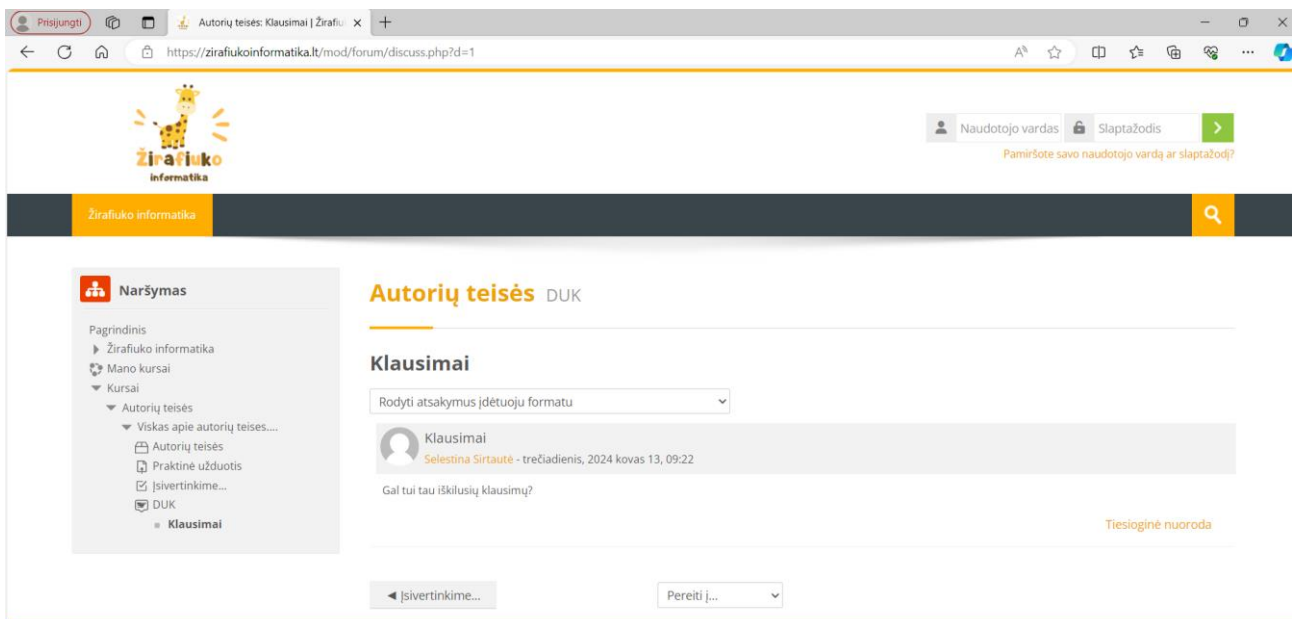 Prisijungti
Autorių teisės: Klausimai | Žirafiu
https://zirafiukoinformatika.lt/mod/forum/discuss.php?d=1
Žirafiuko
informatika
Naudotojo vardas
Slaptažodis
Pamiršote savo naudotojo vardą ar slaptažodį?
Žirafiuko informatika
Naršymas
Pagrindinis
Žirafiuko informatika
Mano kursai
Kursai
Autorių teisės
Viskas apie autorių teises....
Autorių teisės
Praktinė užduotis
Įsivertinkime...
DUK
Klausimai
Autorių teisės DUK
Klausimai
Rodyti atsakymus įdėtuoju formatu
Klausimai
Selestina Sirtautė - trečiadienis, 2024 kovas 13, 09:22
Gal tui tau iškilusių klausimų?
Tiesioginė nuoroda
◄ Įsivertinkime...
Pereiti į...